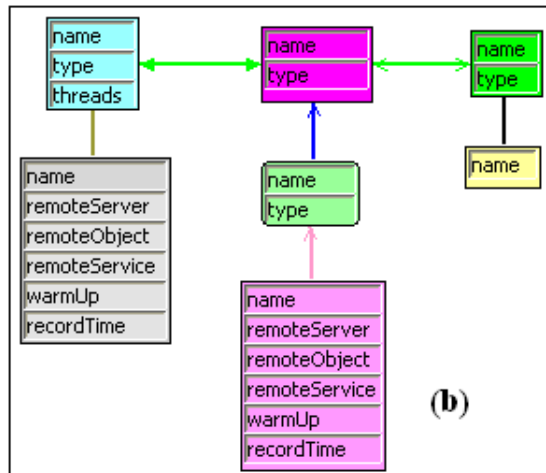 name
type
threads
name
type
name
type
name
name
remoteServer
remoteObject
remoteService
warmUp
recordTime
name
type
name
remoteServer
remoteObject
remoteService
warmUp
recordTime
(b)